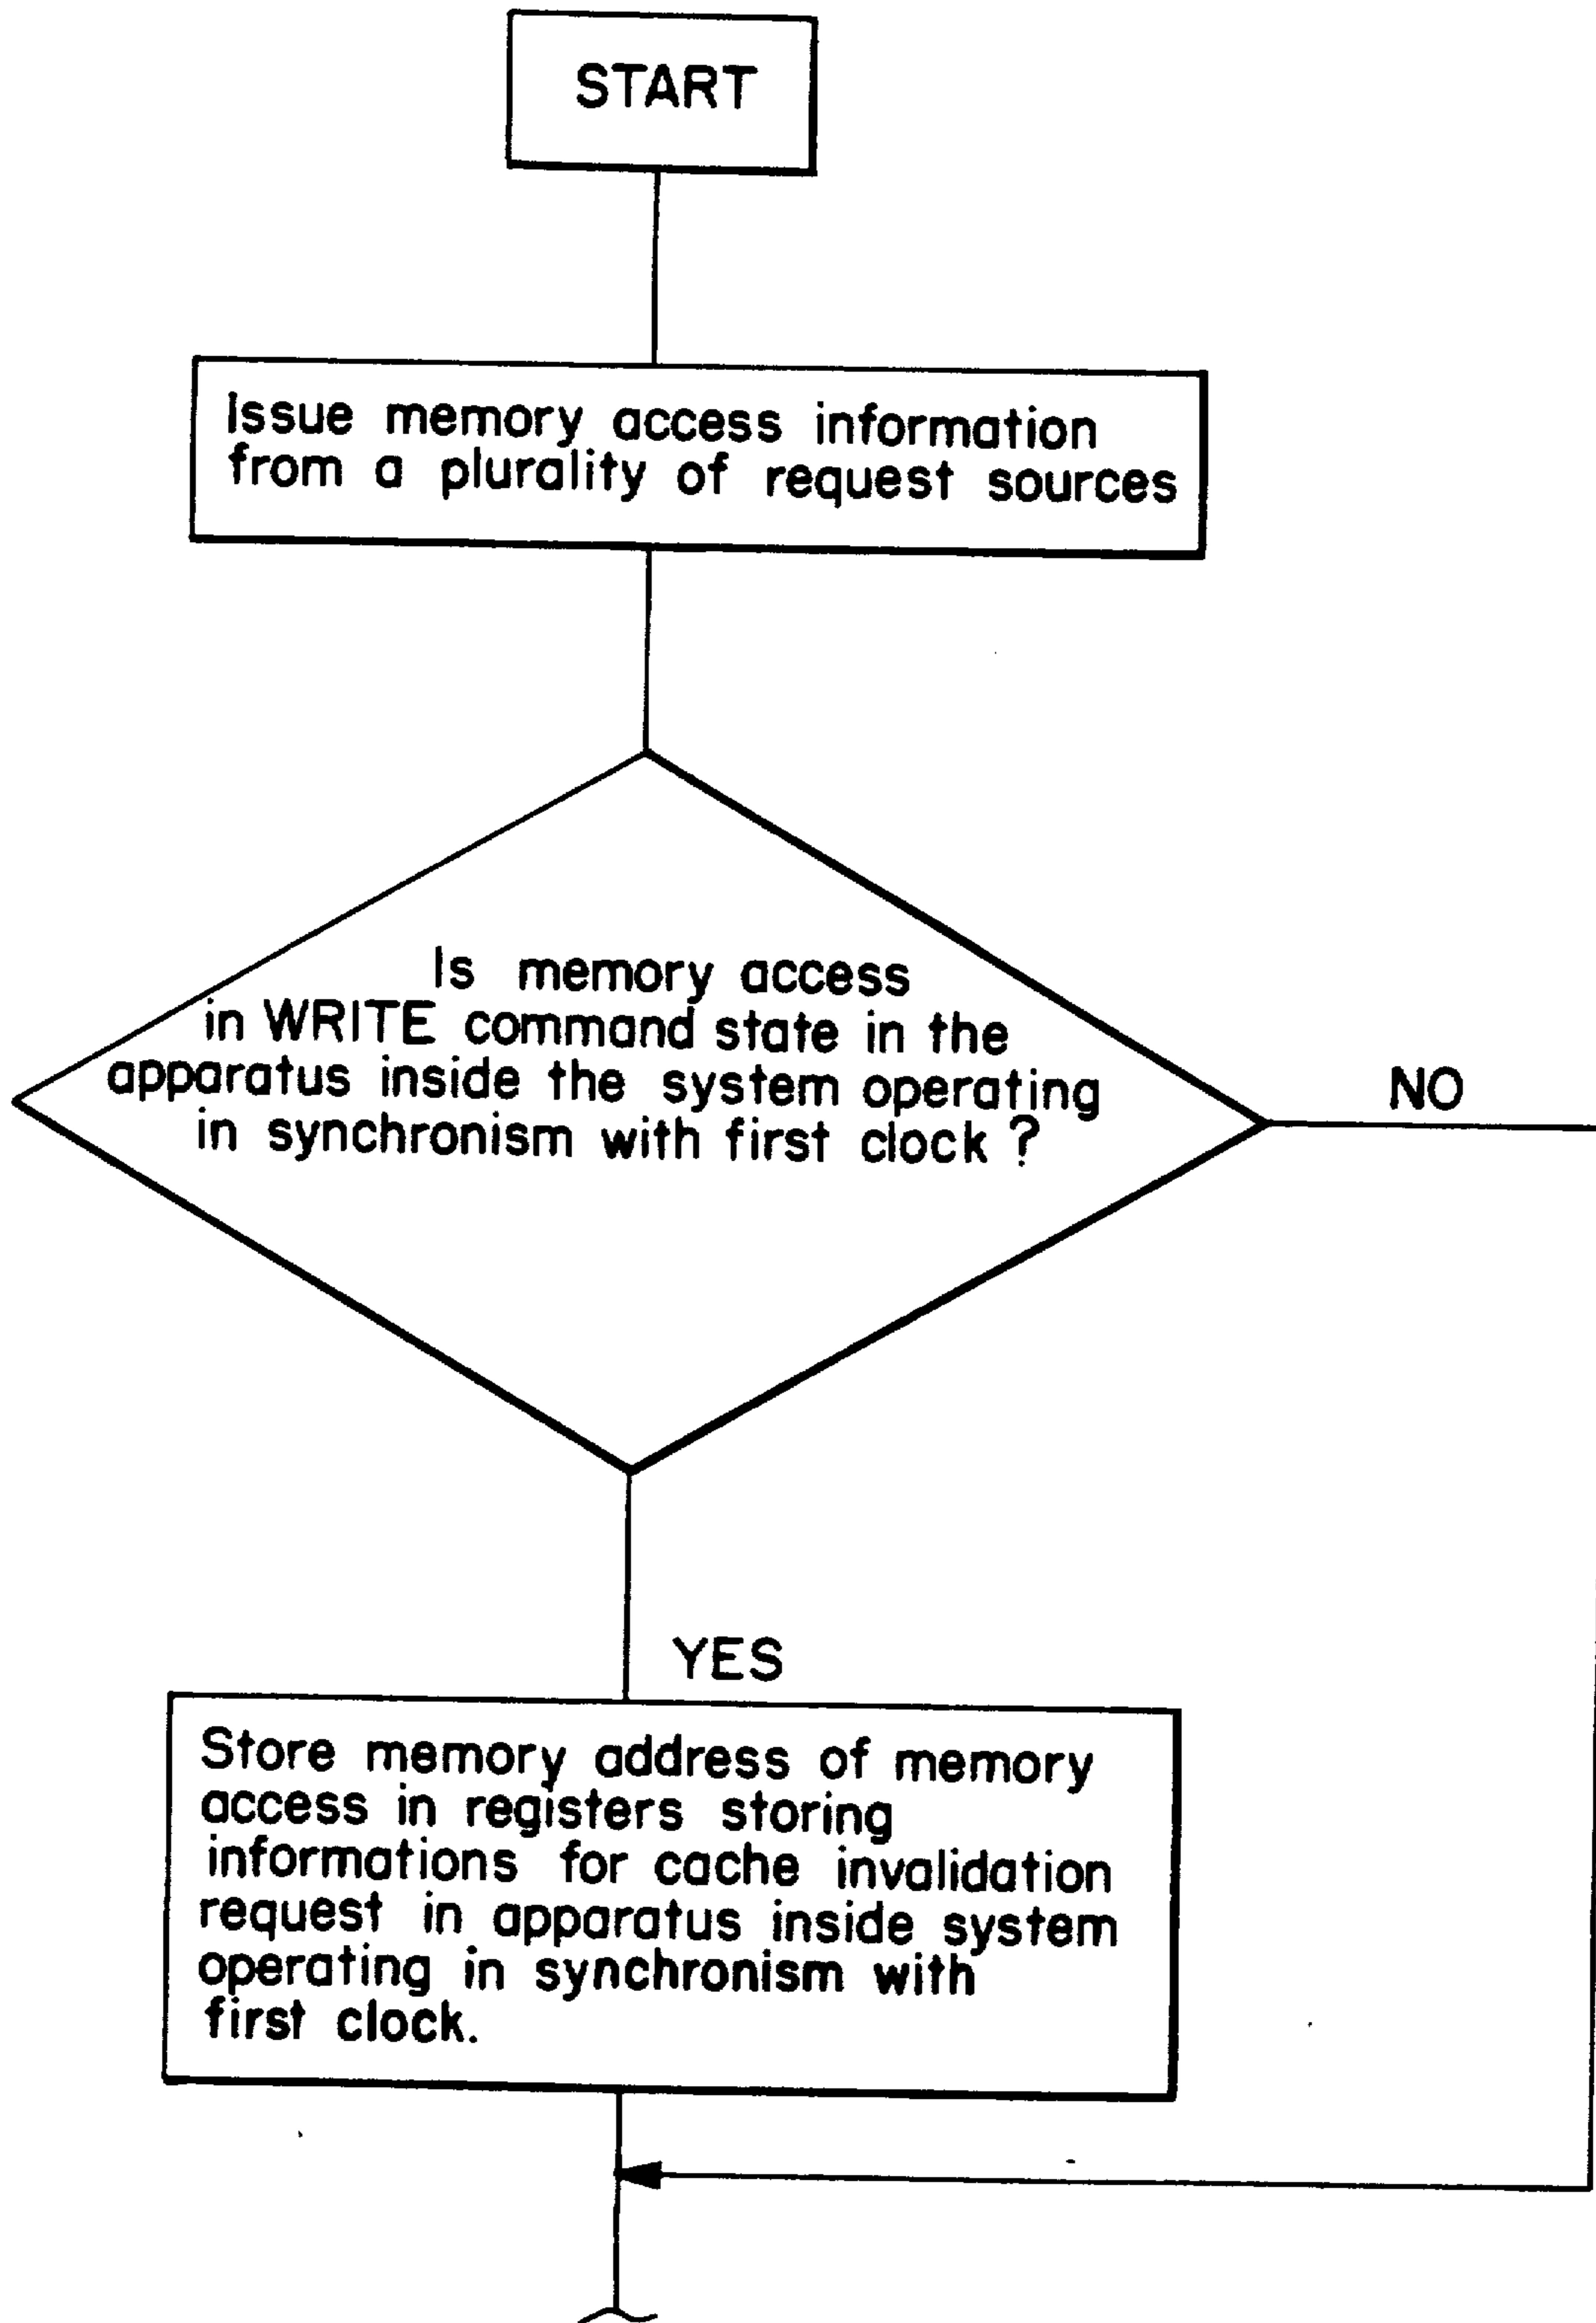 START
Issue memory access information
from a plurality of request sources
Is memory access
in WRITE command state in the
apparatus inside the system operating
in synchronism with first clock ?
NO
YES
Store memory address of memory
access in registers storing
informations for cache invalidation
request in apparatus inside system
operating in synchronism with
first clock.